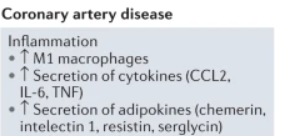 Coronary artery disease
Inflammation
• ↑ M1 macrophages
• ↑ Secretion of cytokines (CCL2,
IL-6, TNF)
• ↑ Secretion of adipokines (chemerin,
intelectin 1, resistin, serglycin)